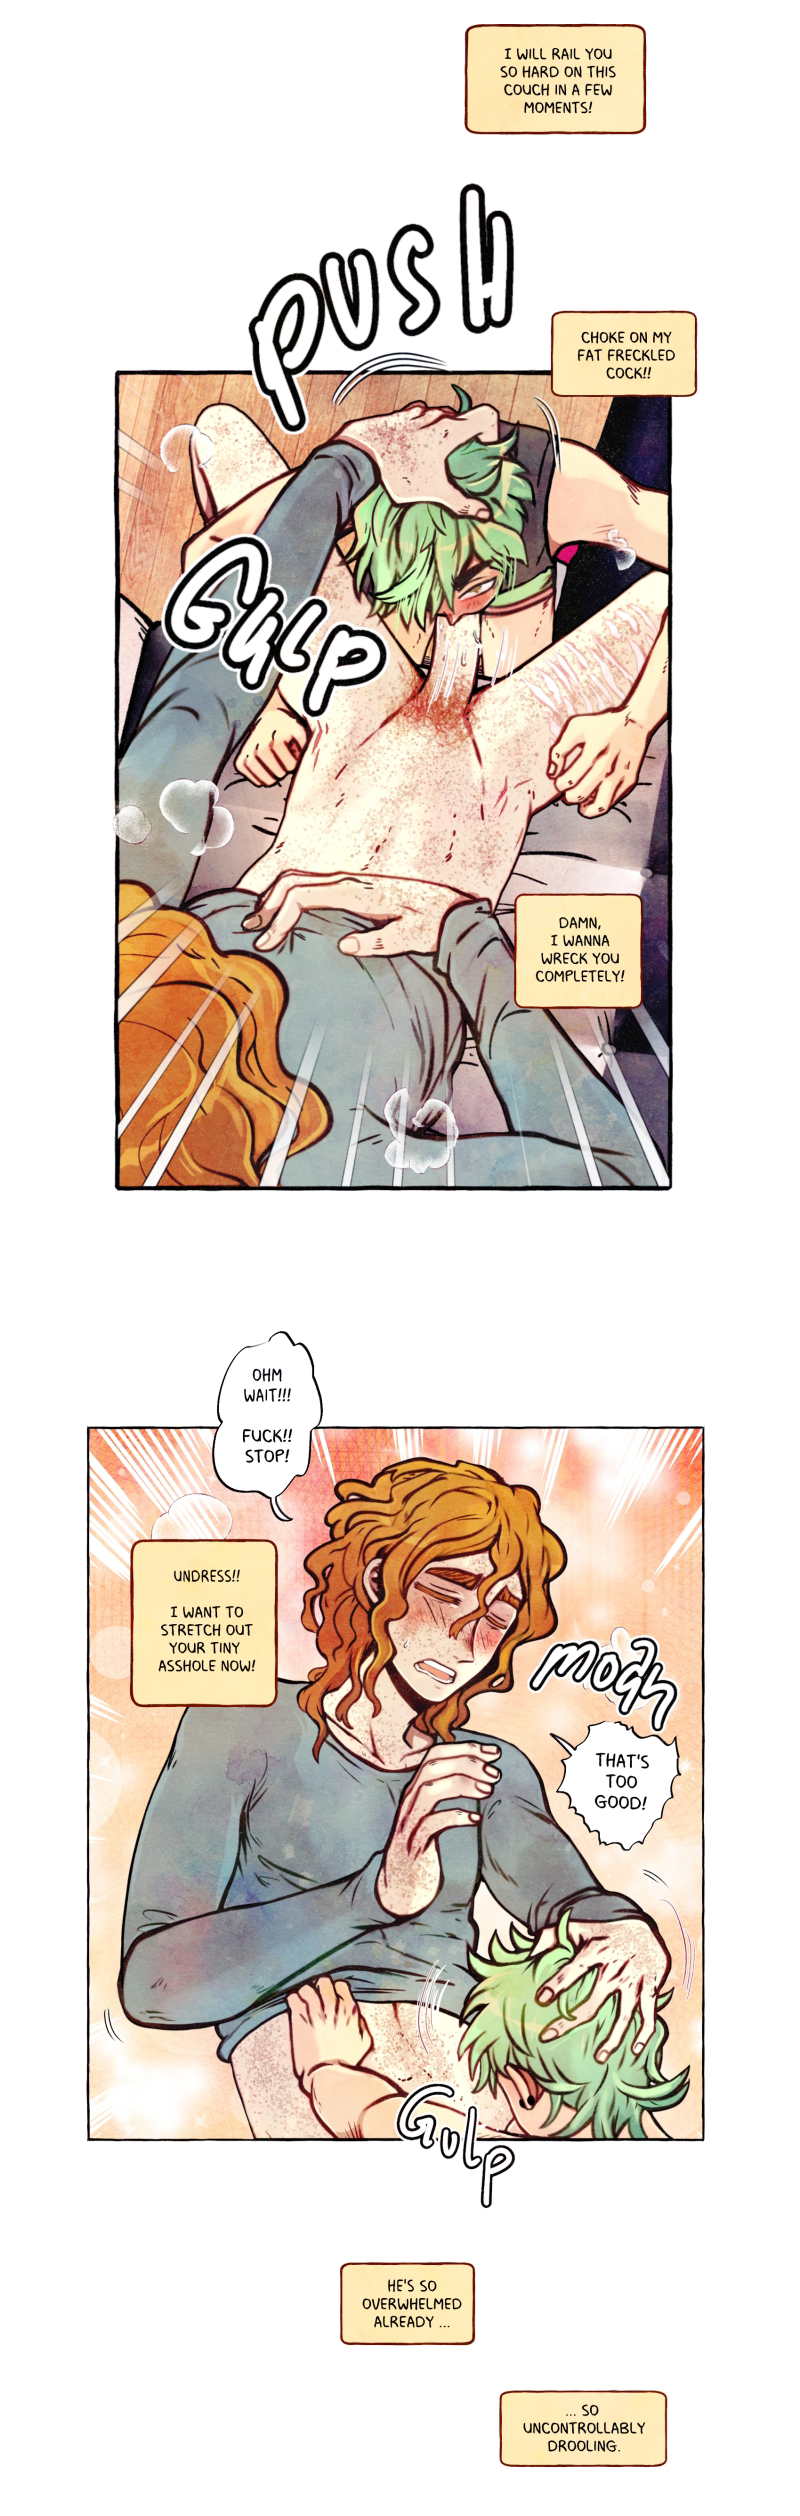 I WILL RAIL YOU
SO HARD ON THIS
COUCH IN A FEW
MOMENTS!
PUSH
CHOKE ON MY
FAT FRECKLED
COCK!!
GULP
DAMN,
I WANNA
WRECK YOU
COMPLETELY!
OHM
WAIT!!!
FUCK!!
STOP!
UNDRESS!!
I WANT TO
STRETCH OUT
YOUR TINY
ASSHOLE NOW!
moah
THAT'S
TOO
GOOD!
GULP
HE'S SO
OVERWHELMED
ALREADY ...
... SO
UNCONTROLLABLY
DROOLING.